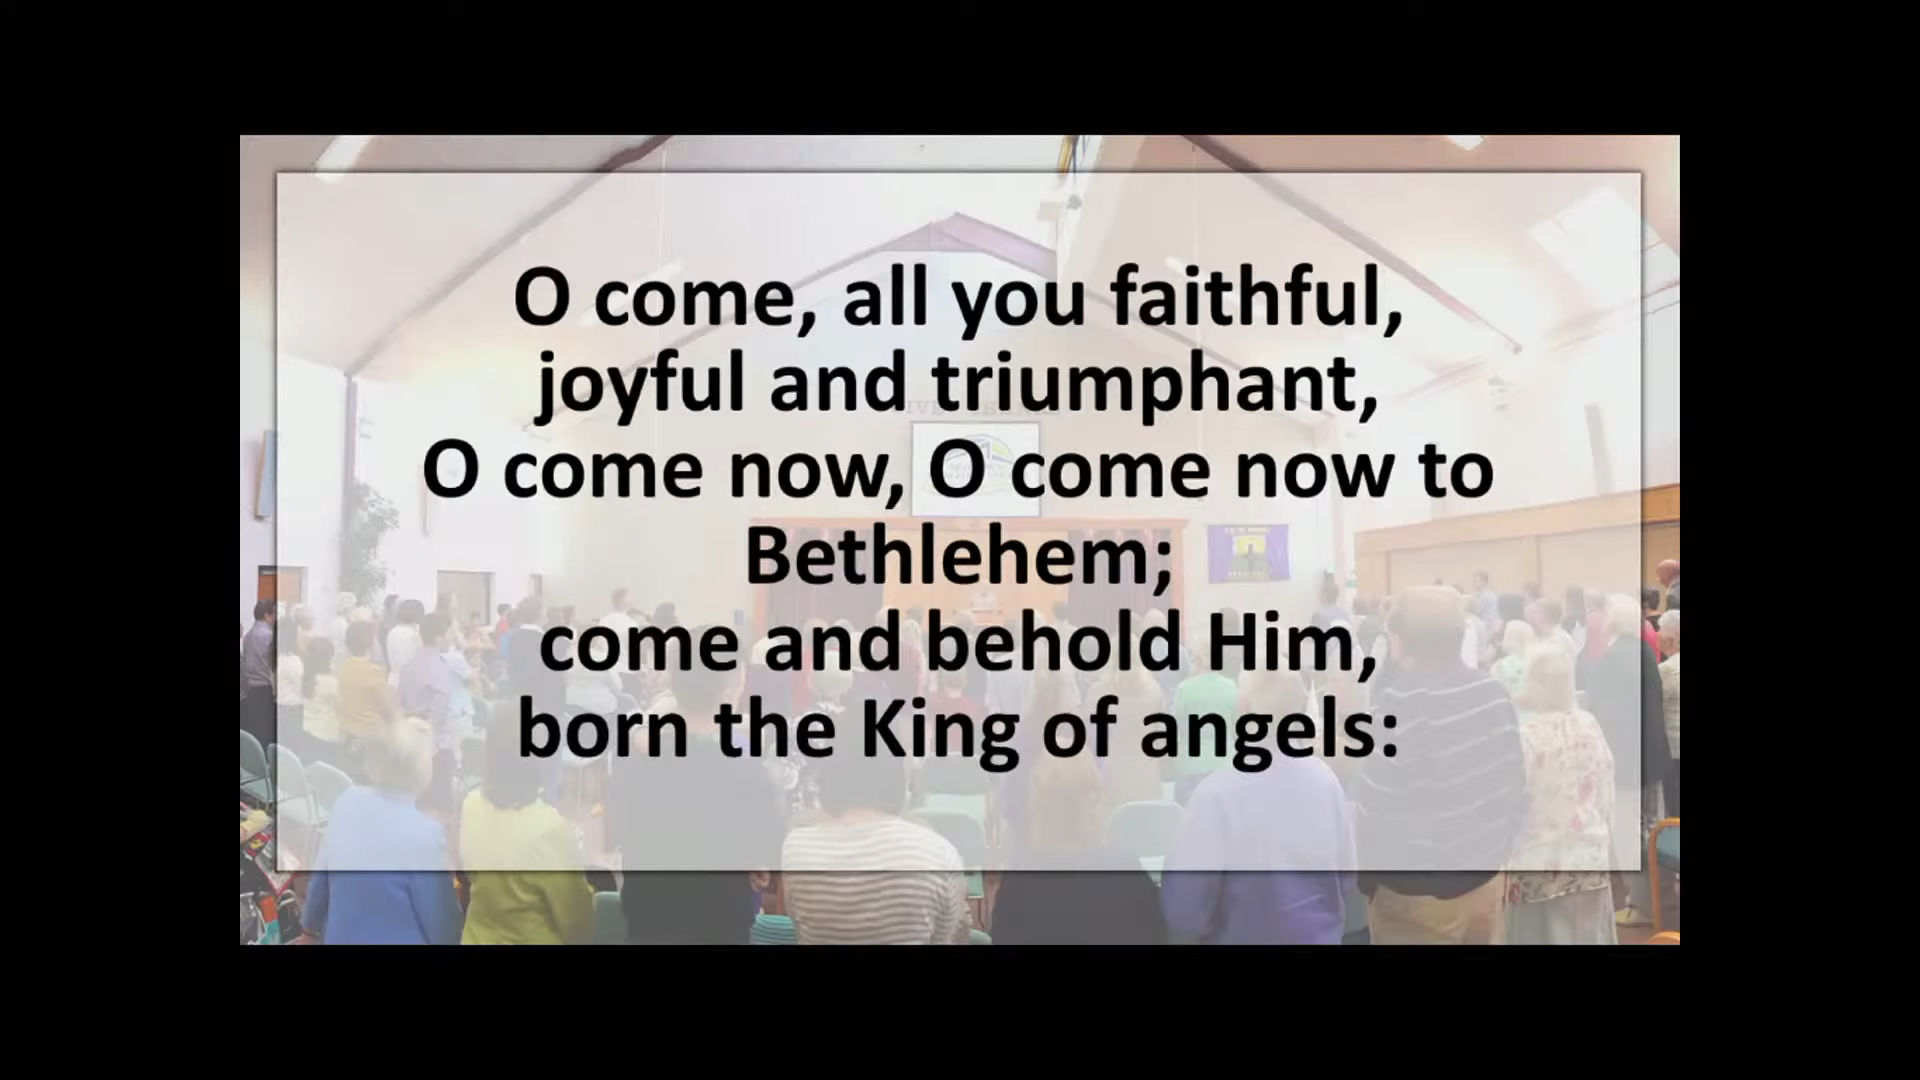 O come, all you faithful,
joyful and triumphant,
O come now, O come now to
Bethlehem;
come and behold Him,
born the King of angels: